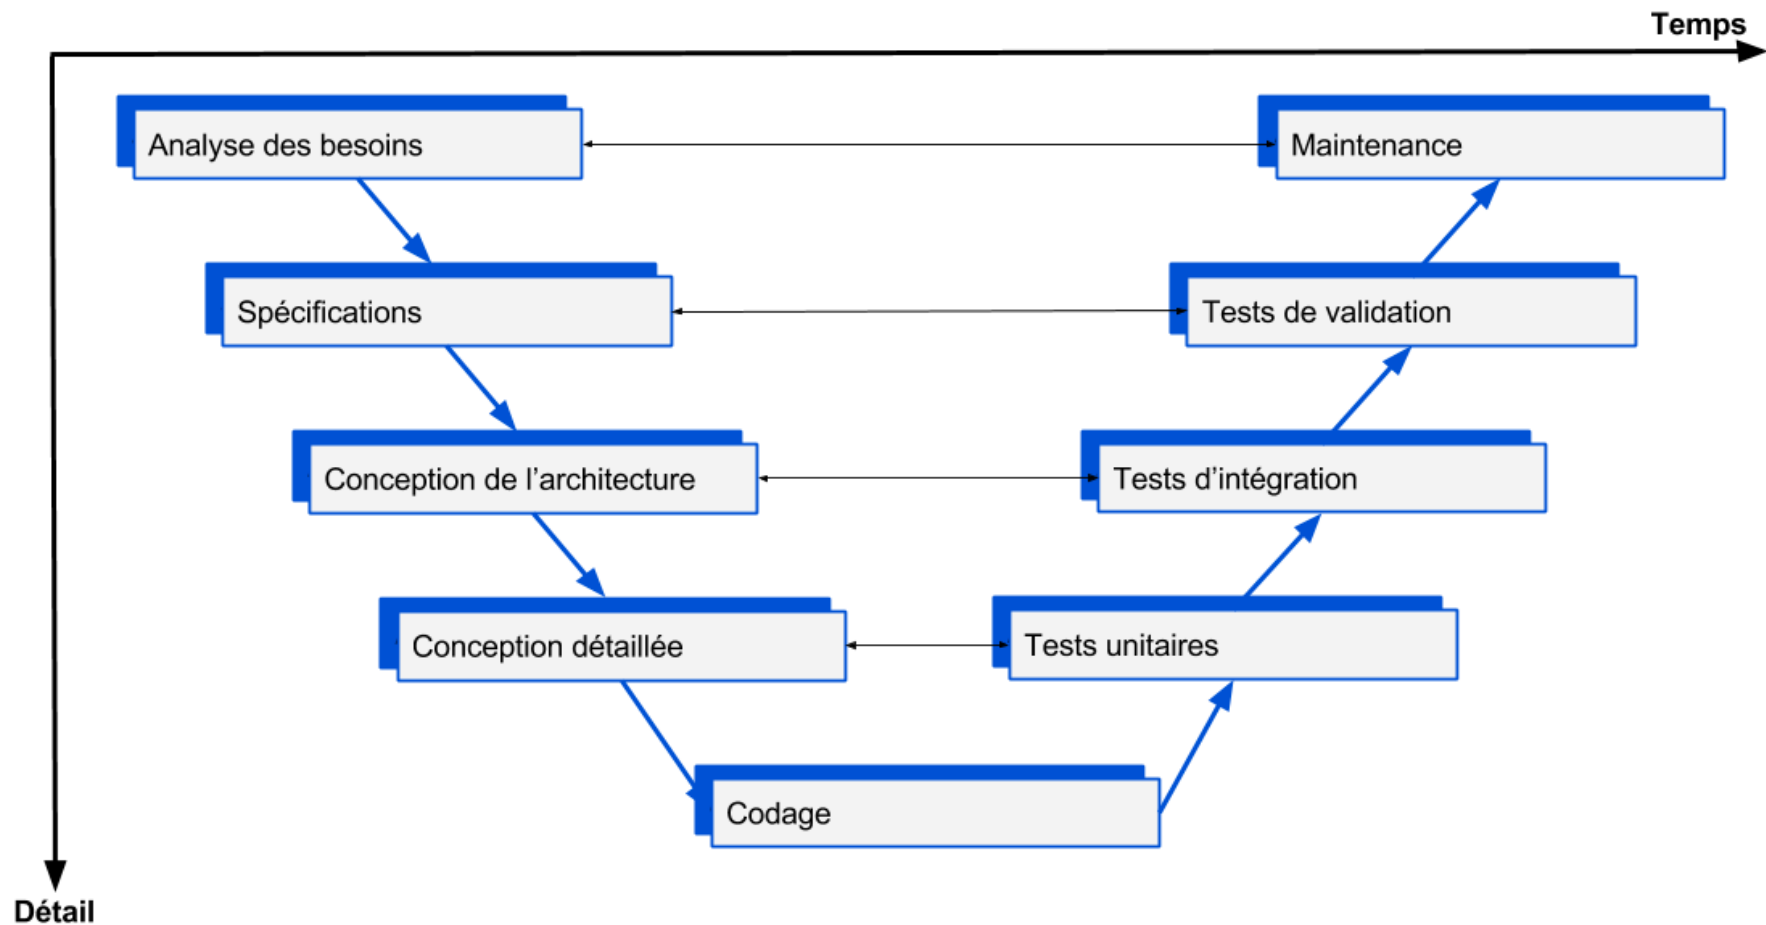 Temps
Analyse des besoins
Maintenance
Spécifications
Tests de validation
Conception de l’architecture
Tests d’intégration
Conception détaillée
Tests unitaires
Codage
Détail